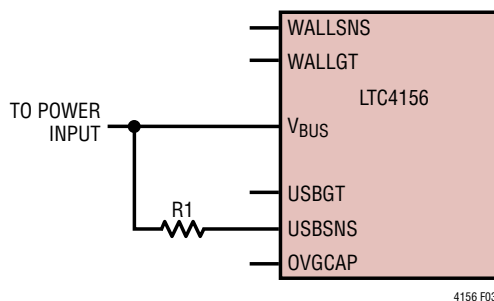 WALLSNS
WALLGT
LTC4156
TO POWER
INPUT
VBUS
USBGT
R1
USBSNS
OVGCAP
4156 F03